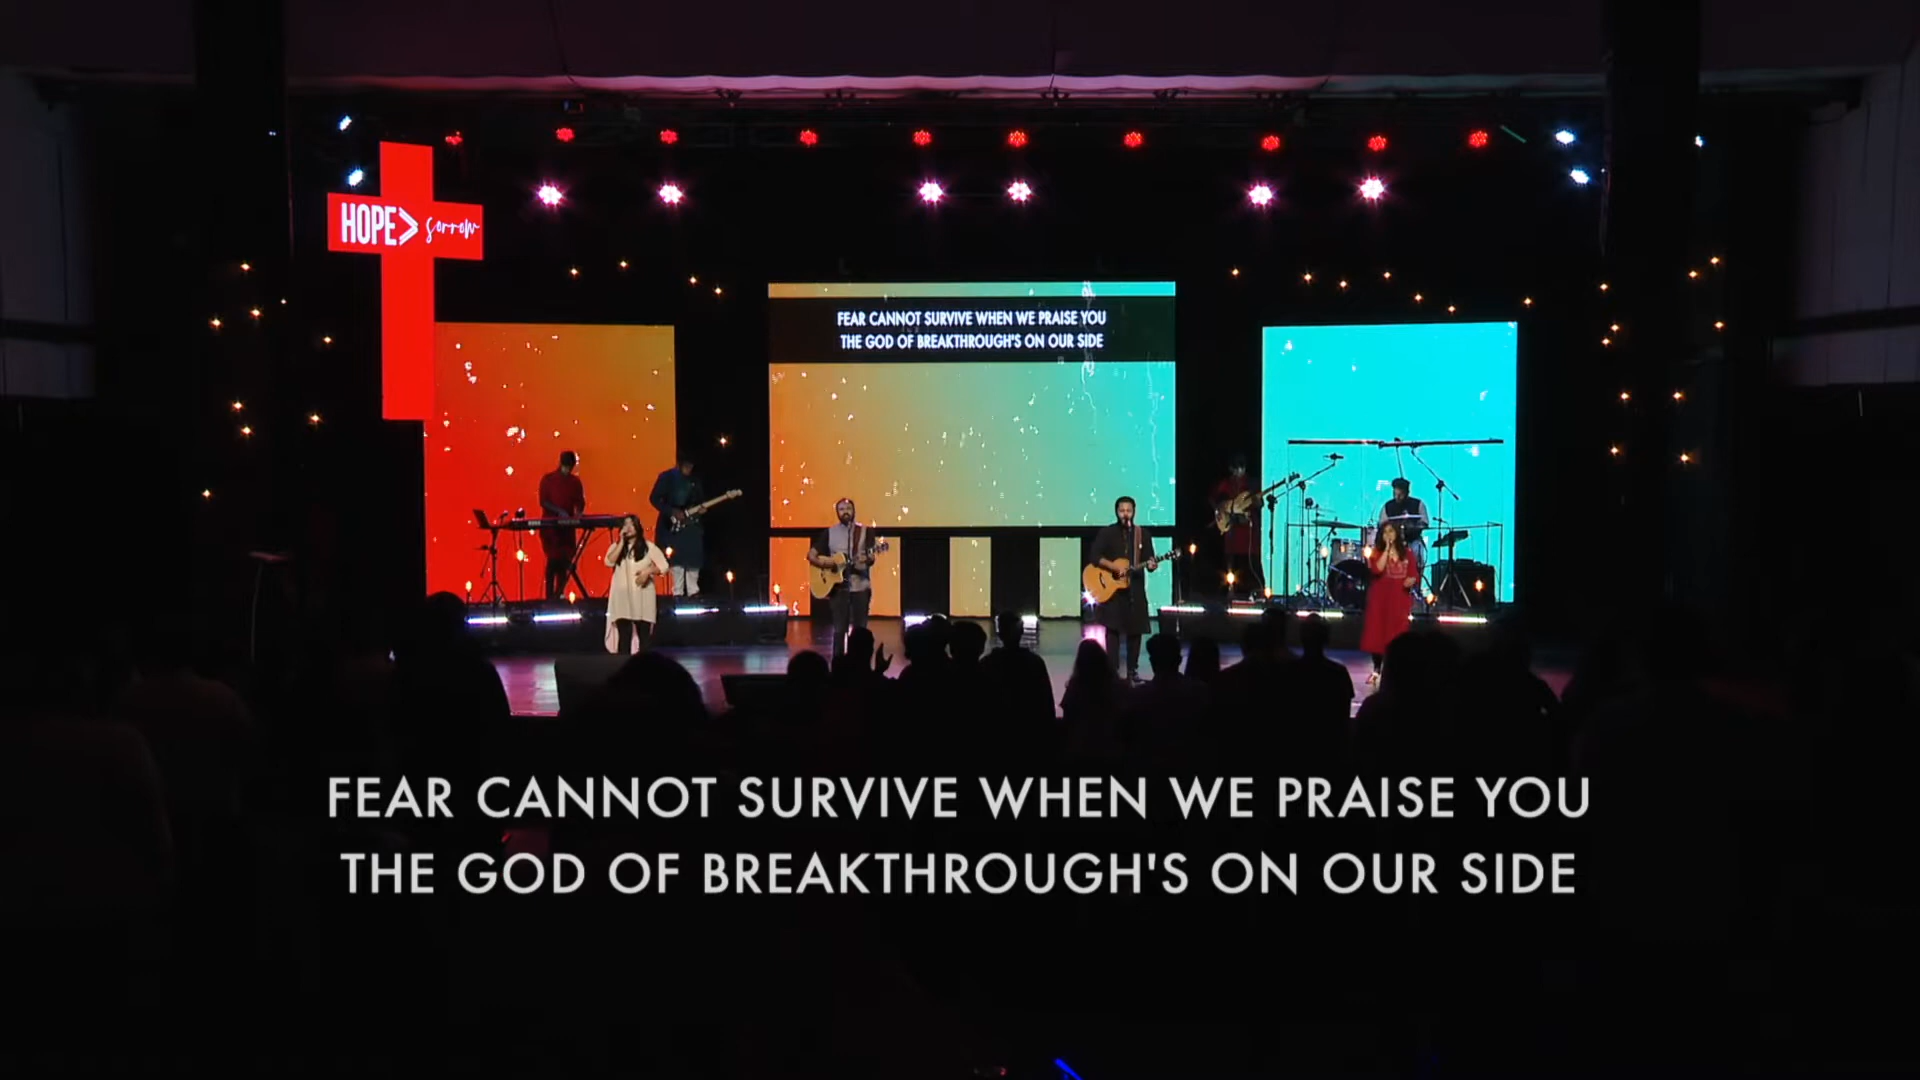 HOPE> sorrow
FEAR CANNOT SURVIVE WHEN WE PRAISE YOU
THE GOD OF BREAKTHROUGH'S ON OUR SIDE
FEAR CANNOT SURVIVE WHEN WE PRAISE YOU
THE GOD OF BREAKTHROUGH'S ON OUR SIDE